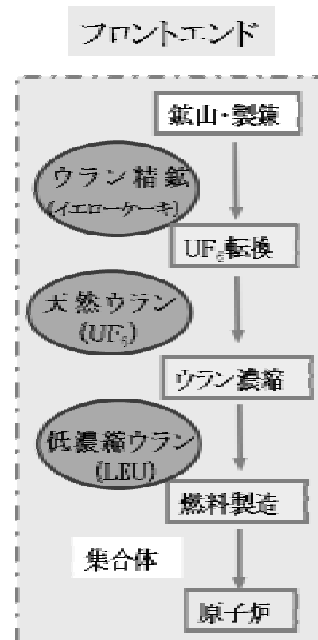 フロントエンド
鉱山・製錬
ウラン精鉱
(イエローケーキ)
UF₆転換
天然ウラン
(UF₆)
ウラン濃縮
低濃縮ウラン
(LEU)
燃料製造
集合体
原子炉